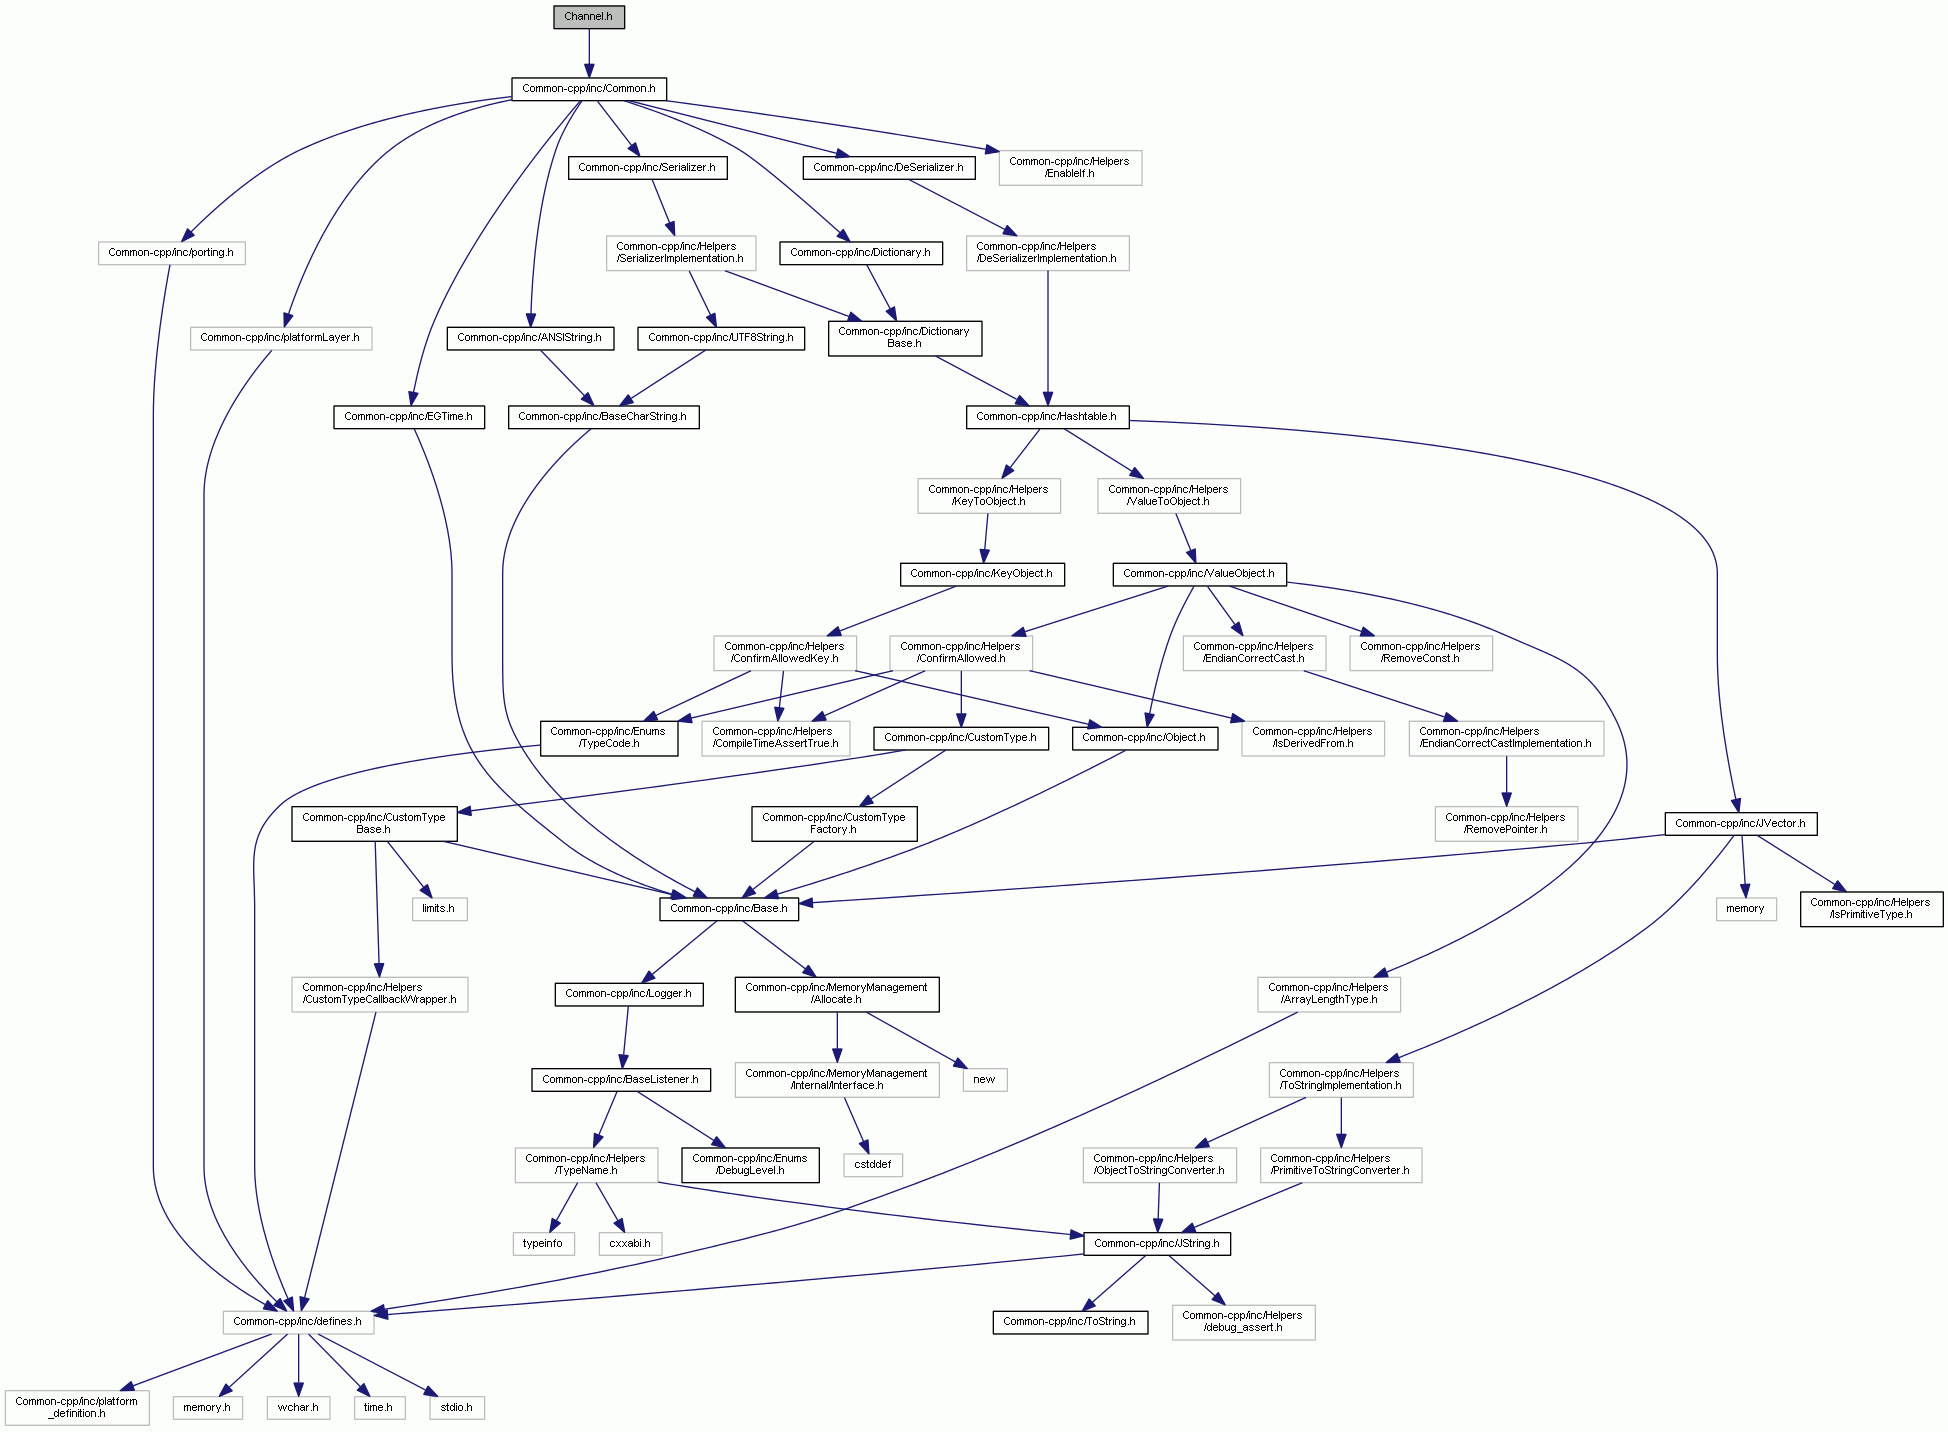 Channel.h
Common-cpp/inc/Common.h
Common-cpp/inc/Serializer.h
Common-cpp/inc/DeSerializer.h
Common-cpp/inc/Helpers
/EnableIf.h
Common-cpp/inc/porting.h
Common-cpp/inc/Helpers
/SerializerImplementation.h
Common-cpp/inc/Dictionary.h
Common-cpp/inc/Helpers
/DeSerializerImplementation.h
Common-cpp/inc/platformLayer.h
Common-cpp/inc/ANSIString.h
Common-cpp/inc/UTF8String.h
Common-cpp/inc/Dictionary
Base.h
Common-cpp/inc/EGTime.h
Common-cpp/inc/BaseCharString.h
Common-cpp/inc/Hashtable.h
Common-cpp/inc/Helpers
/KeyToObject.h
Common-cpp/inc/Helpers
/ValueToObject.h
Common-cpp/inc/KeyObject.h
Common-cpp/inc/ValueObject.h
Common-cpp/inc/Helpers
/ConfirmAllowedKey.h
Common-cpp/inc/Helpers
/ConfirmAllowed.h
Common-cpp/inc/Helpers
/EndianCorrectCast.h
Common-cpp/inc/Helpers
/RemoveConst.h
Common-cpp/inc/Enums
/TypeCode.h
Common-cpp/inc/Helpers
/CompileTimeAssertTrue.h
Common-cpp/inc/CustomType.h
Common-cpp/inc/Object.h
Common-cpp/inc/Helpers
/IsDerivedFrom.h
Common-cpp/inc/Helpers
/EndianCorrectCastImplementation.h
Common-cpp/inc/CustomType
Base.h
Common-cpp/inc/CustomType
Factory.h
Common-cpp/inc/Helpers
/RemovePointer.h
Common-cpp/inc/JVector.h
limits.h
Common-cpp/inc/Base.h
memory
Common-cpp/inc/Helpers
/IsPrimitiveType.h
Common-cpp/inc/Helpers
/CustomTypeCallbackWrapper.h
Common-cpp/inc/Logger.h
Common-cpp/inc/MemoryManagement
/Allocate.h
Common-cpp/inc/Helpers
/ArrayLengthType.h
Common-cpp/inc/BaseListener.h
Common-cpp/inc/MemoryManagement
/Internal/Interface.h
new
Common-cpp/inc/Helpers
/ToStringImplementation.h
Common-cpp/inc/Helpers
/TypeName.h
Common-cpp/inc/Enums
/DebugLevel.h
cstddef
Common-cpp/inc/Helpers
/ObjectToStringConverter.h
Common-cpp/inc/Helpers
/PrimitiveToStringConverter.h
typeinfo
cxxabi.h
Common-cpp/inc/JString.h
Common-cpp/inc/defines.h
Common-cpp/inc/ToString.h
Common-cpp/inc/Helpers
/debug_assert.h
Common-cpp/inc/platform
_definition.h
memory.h
wchar.h
time.h
stdio.h